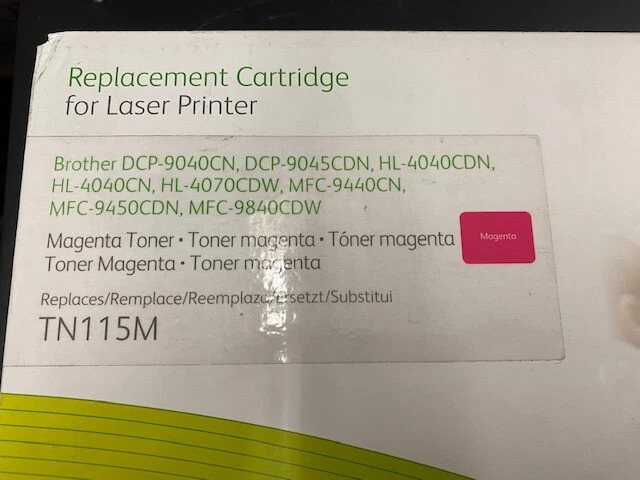 Replacement Cartridge
for Laser Printer
Brother DCP-9040CN, DCP-9045CDN, HL-4040CDN,
HL-4040CN, HL-4070CDW, MFC-9440CN,
MFC-9450CDN, MFC-9840CDW
Magenta Toner • Toner magenta • Tóner magenta
Magenta
Toner Magenta • Toner magenta
Replaces/Remplace/Reemplaza/Ersetzt/Substitui
TN115M